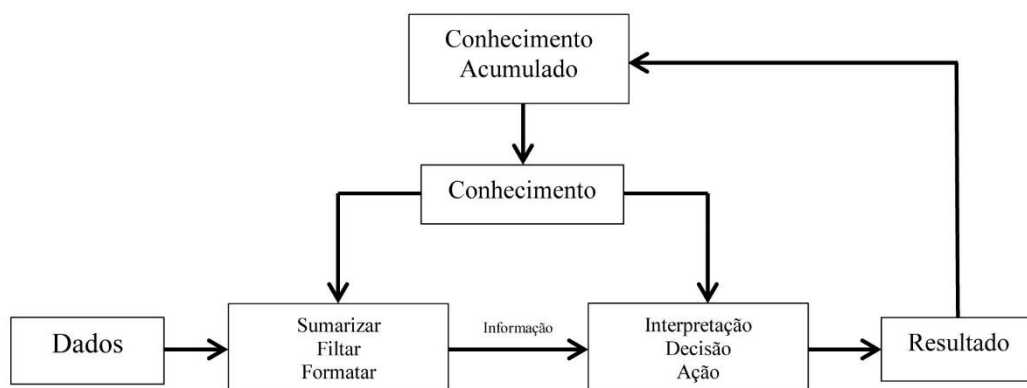 Conhecimento
Acumulado
Conhecimento
Dados
Sumarizar
Filtar
Formatar
Informação
Interpretação
Decisão
Ação
Resultado